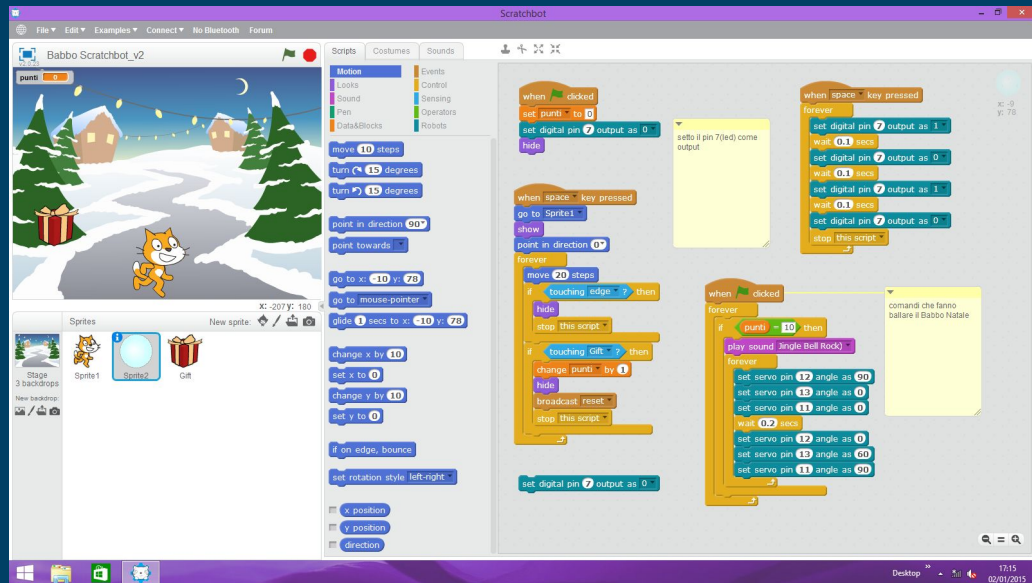 Scratchbot
File Edit Examples Connect No Bluetooth Forum
Babbo Scratchbot_v2
punti 0
X: -207 Y: 180
Sprites
New sprite:
Stage
3 backdrops
New backdrop:
Sprite1
Sprite2
Gift
Scripts Costumes Sounds
Motion
Looks
Sound
Pen
Data&Blocks
Events
Control
Sensing
Operators
Robots
move 10 steps
turn 15 degrees
turn 15 degrees
point in direction 90
point towards
go to x: -10 y: 78
go to mouse-pointer
glide 1 secs to x: -10 y: 78
change x by 10
set x to 0
change y by 10
set y to 0
if on edge, bounce
set rotation style left-right
x position
y position
direction
when clicked
set punti to 0
set digital pin 7 output as 0
hide
setto il pin 7(led) come
output
when space key pressed
go to Sprite1
show
point in direction 0
forever
move 20 steps
if touching edge ? then
hide
stop this script
if touching Gift ? then
change punti by 1
hide
broadcast reset
stop this script
set digital pin 7 output as 0
when space key pressed
forever
set digital pin 7 output as 1
wait 0.1 secs
set digital pin 7 output as 0
wait 0.1 secs
set digital pin 7 output as 1
wait 0.1 secs
set digital pin 7 output as 0
stop this script
x: -9
y: 78
when clicked
forever
if punti = 10 then
play sound Jingle Bell Rock)
forever
set servo pin 12 angle as 90
set servo pin 13 angle as 0
set servo pin 11 angle as 0
wait 0.2 secs
set servo pin 12 angle as 0
set servo pin 13 angle as 60
set servo pin 11 angle as 90
comandi che fanno
ballare il Babbo Natale
Desktop
17:15
02/01/2015